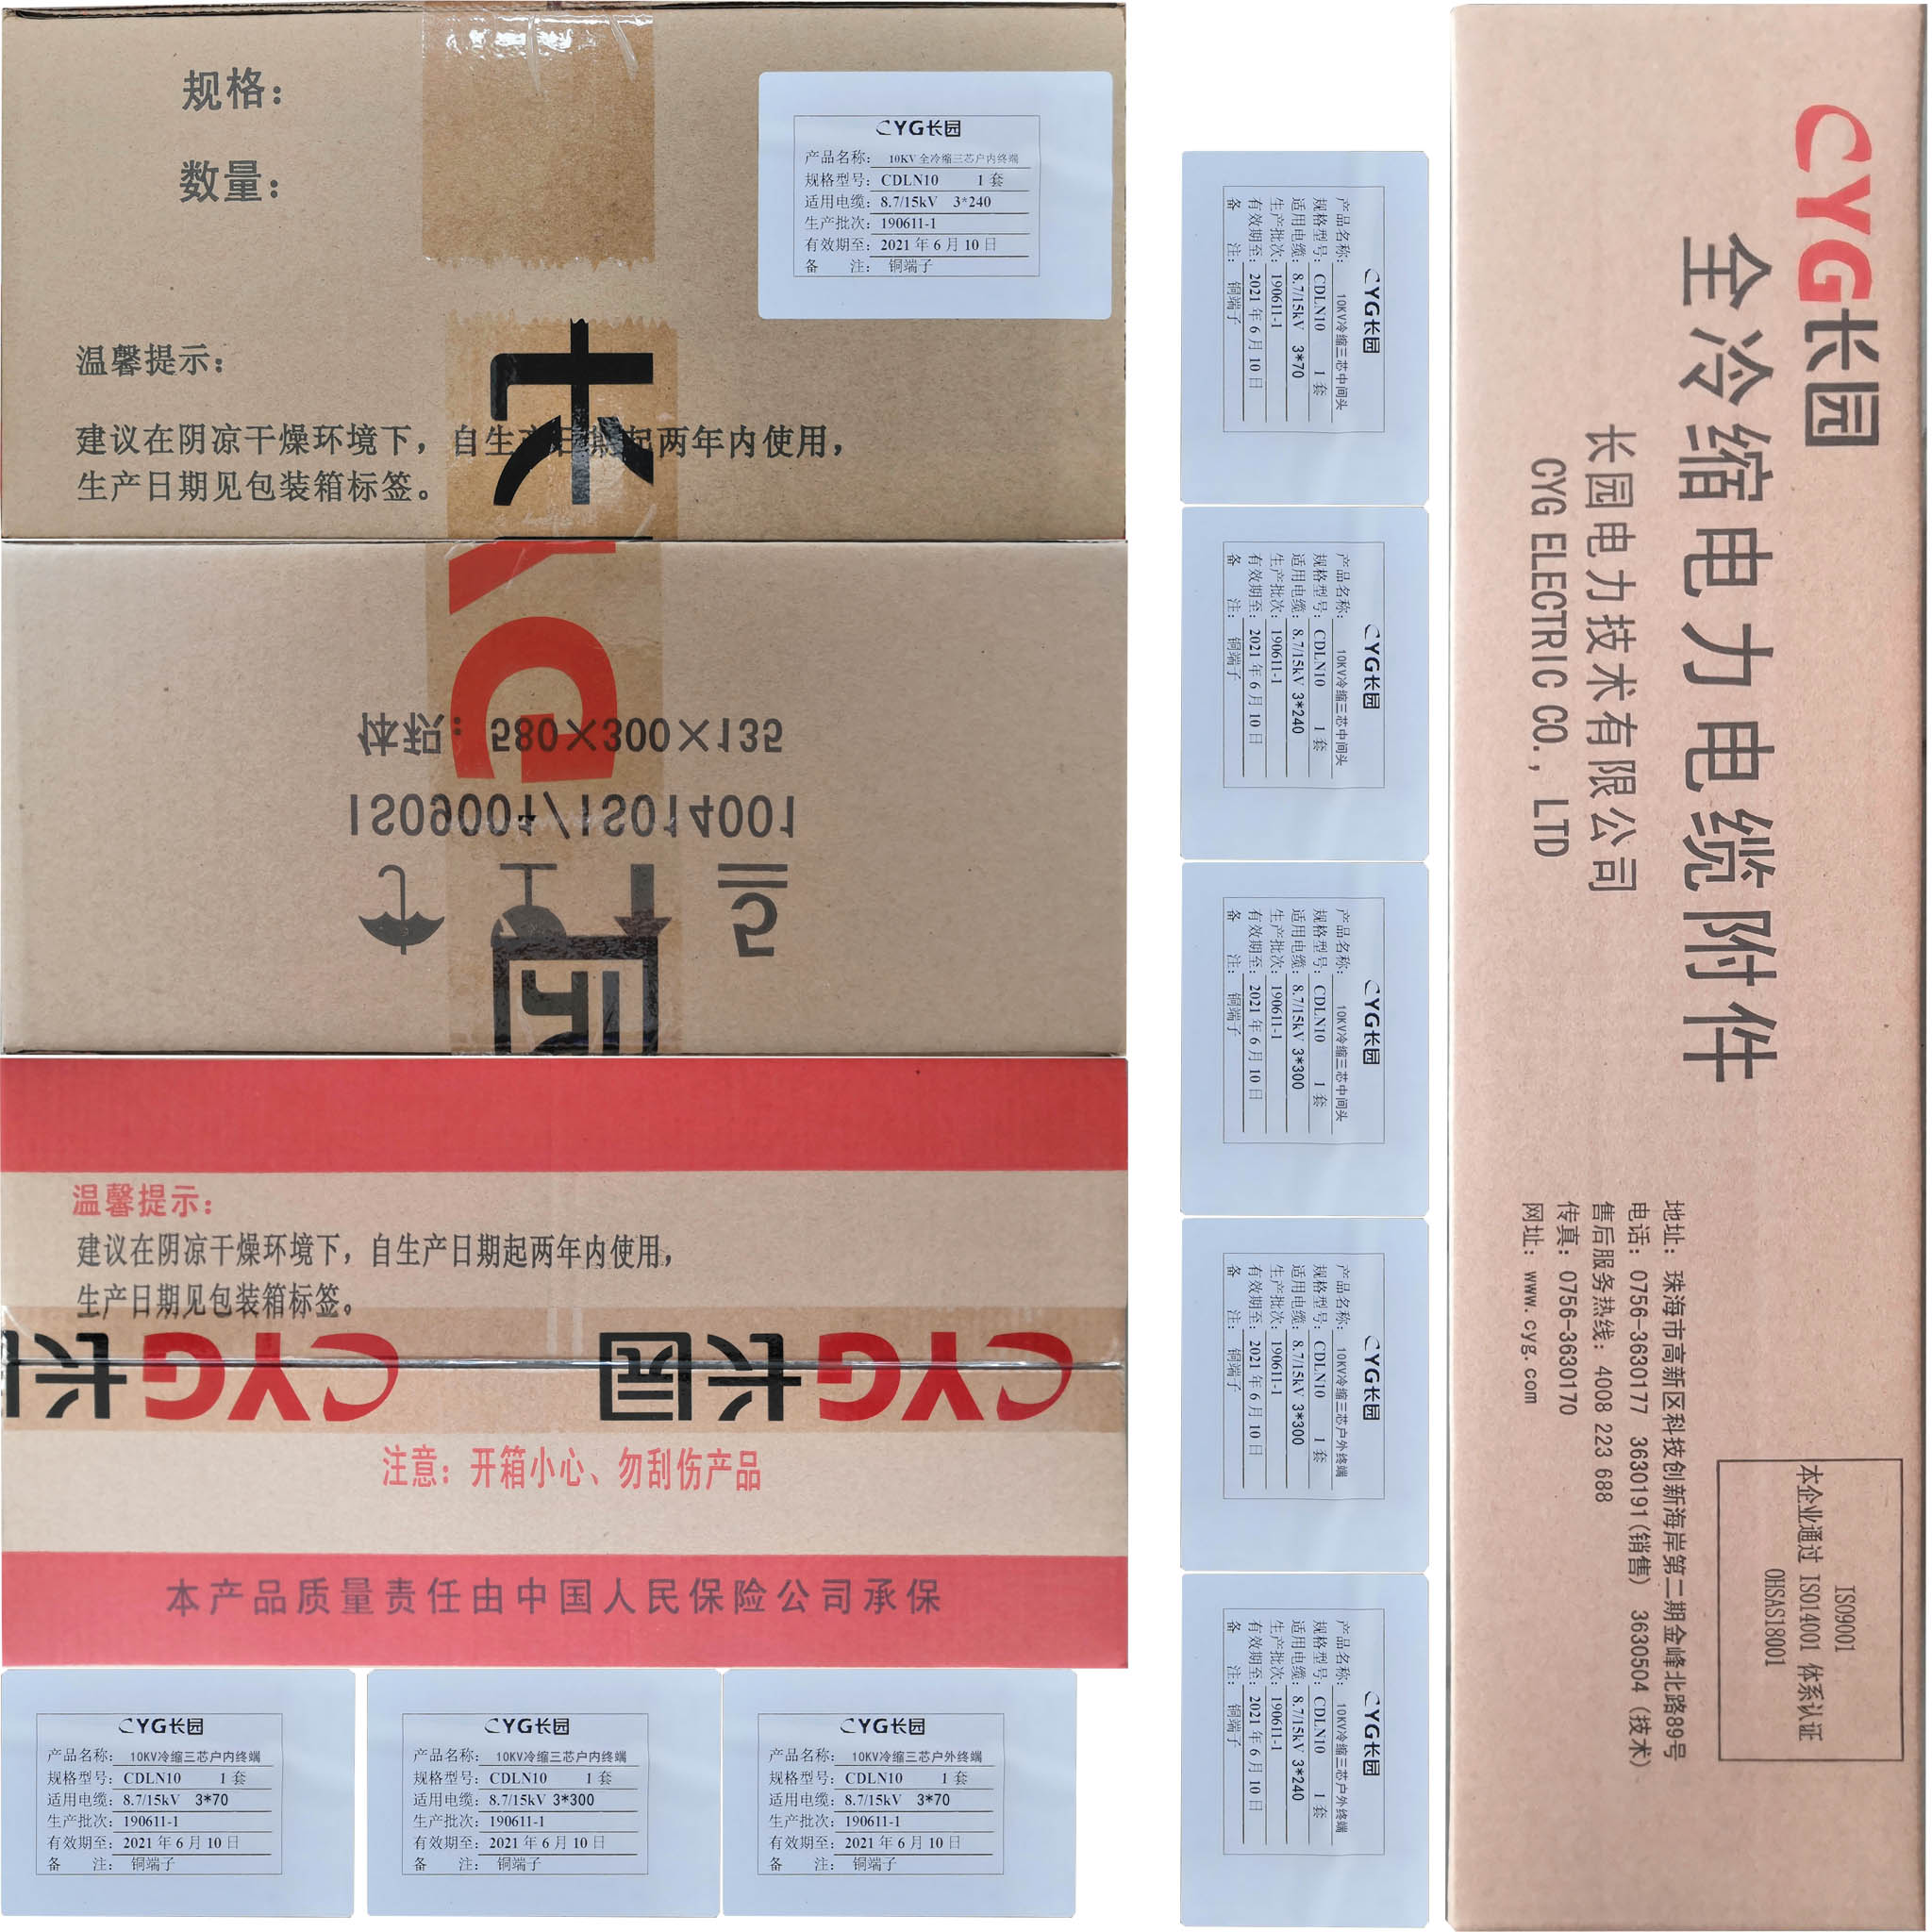 规格：
数量：
CYG长园
产品名称： 10KV 全冷缩三芯户内终端
规格型号： CDLN10 1 套
适用电缆： 8.7/15kV 3*240
生产批次： 190611-1
有效期至： 2021 年 6 月 10 日
备 注： 铜端子
温馨提示：
建议在阴凉干燥环境下，自生产日期起两年内使用，
生产日期见包装箱标签。
长
YG
体积：580×300×135
ISO9001/ISO14001
5
园
温馨提示：
建议在阴凉干燥环境下，自生产日期起两年内使用，
生产日期见包装箱标签。
CYG长园
CYG长园
注意：开箱小心、勿刮伤产品
本产品质量责任由中国人民保险公司承保
CYG长园
产品名称： 10KV冷缩三芯户内终端
规格型号： CDLN10 1 套
适用电缆： 8.7/15kV 3*70
生产批次： 190611-1
有效期至： 2021 年 6 月 10 日
备 注： 铜端子
CYG长园
产品名称： 10KV冷缩三芯户内终端
规格型号： CDLN10 1 套
适用电缆： 8.7/15kV 3*300
生产批次： 190611-1
有效期至： 2021 年 6 月 10 日
备 注： 铜端子
CYG长园
产品名称： 10KV冷缩三芯户外终端
规格型号： CDLN10 1 套
适用电缆： 8.7/15kV 3*70
生产批次： 190611-1
有效期至： 2021 年 6 月 10 日
备 注： 铜端子
CYG长园
产品名称： 10KV冷缩三芯中间头
规格型号： CDLN10 1 套
适用电缆： 8.7/15kV 3*70
生产批次： 190611-1
有效期至： 2021 年 6 月 10 日
备 注： 铜端子
CYG长园
产品名称： 10KV冷缩三芯中间头
规格型号： CDLN10 1 套
适用电缆： 8.7/15kV 3*240
生产批次： 190611-1
有效期至： 2021 年 6 月 10 日
备 注： 铜端子
CYG长园
产品名称： 10KV冷缩三芯中间头
规格型号： CDLN10 1 套
适用电缆： 8.7/15kV 3*300
生产批次： 190611-1
有效期至： 2021 年 6 月 10 日
备 注： 铜端子
CYG长园
产品名称： 10KV冷缩三芯户外终端
规格型号： CDLN10 1 套
适用电缆： 8.7/15kV 3*300
生产批次： 190611-1
有效期至： 2021 年 6 月 10 日
备 注： 铜端子
CYG长园
产品名称： 10KV冷缩三芯户外终端
规格型号： CDLN10 1 套
适用电缆： 8.7/15kV 3*240
生产批次： 190611-1
有效期至： 2021 年 6 月 10 日
备 注： 铜端子
CYG长园
全冷缩电力电缆附件
长园电力技术有限公司
CYG ELECTRIC CO., LTD
ISO9001
本企业通过 ISO14001 体系认证
OHSAS18001
地址：珠海市高新区科技创新海岸第二期金峰北路89号
电话：0756-3630177 3630191(销售) 3630504 (技术)
售后服务热线：4008 223 688
传真：0756-3630170
网址：www.cyg.com